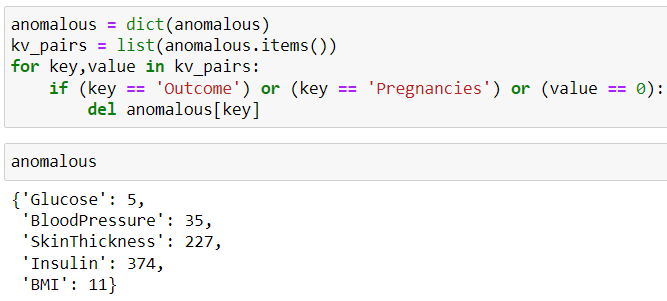 anomalous = dict(anomalous)
kv_pairs = list(anomalous.items())
for key,value in kv_pairs:
    if (key == 'Outcome') or (key == 'Pregnancies') or (value == 0):
        del anomalous[key]
anomalous
{'Glucose': 5,
 'BloodPressure': 35,
 'SkinThickness': 227,
 'Insulin': 374,
 'BMI': 11}